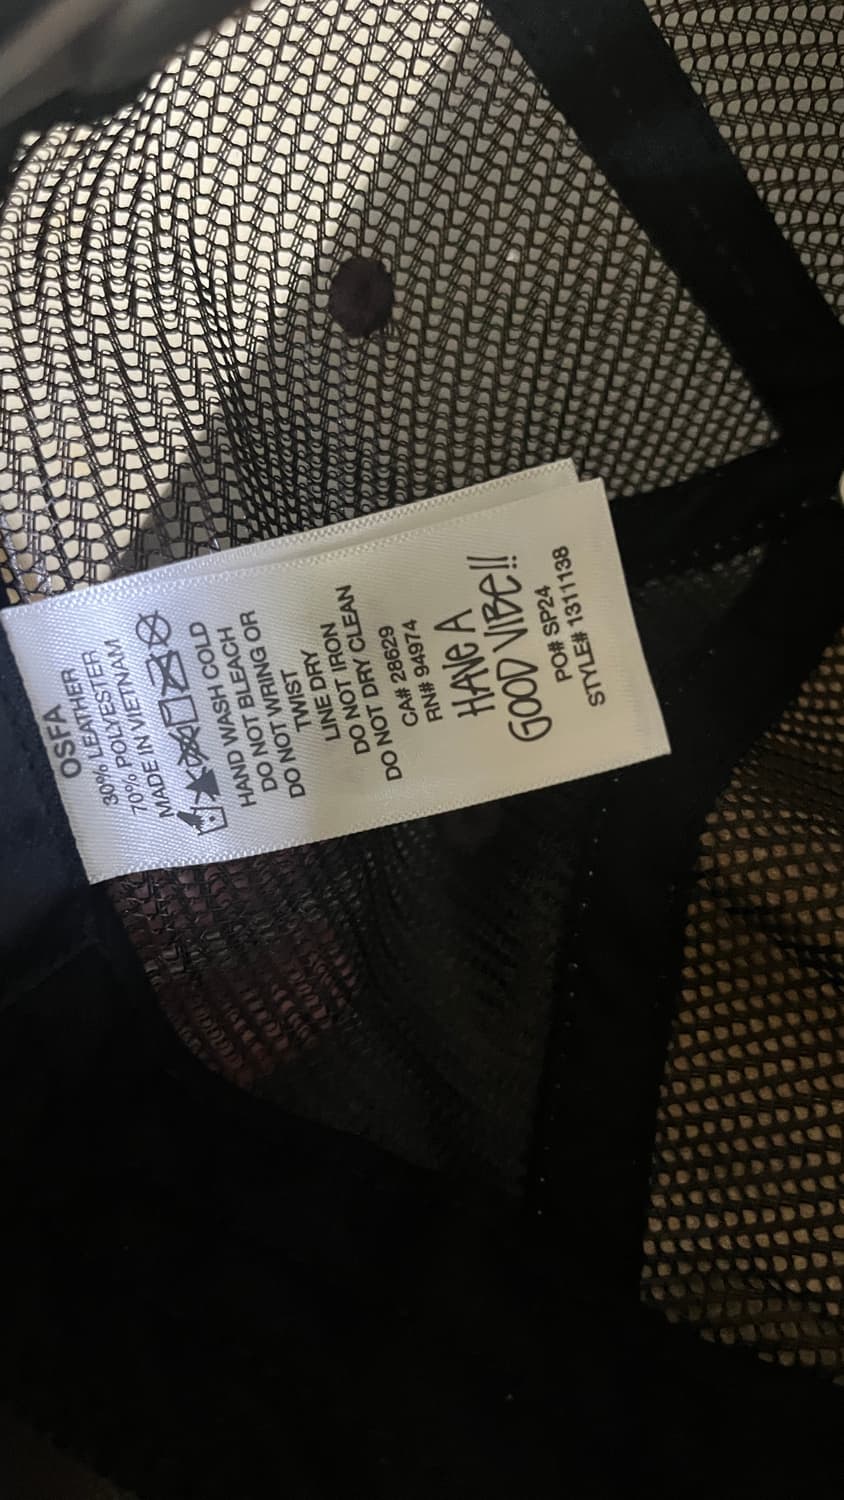 OSFA
30% LEATHER
70% POLYESTER
MADE IN VIETNAM
HAND WASH COLD
DO NOT BLEACH
DO NOT WRING OR
TWIST
LINE DRY
DO NOT IRON
DO NOT DRY CLEAN
CA# 28629
RN# 94974
HAVE A
GOOD VIBE!!
PO# SP24
STYLE# 1311138